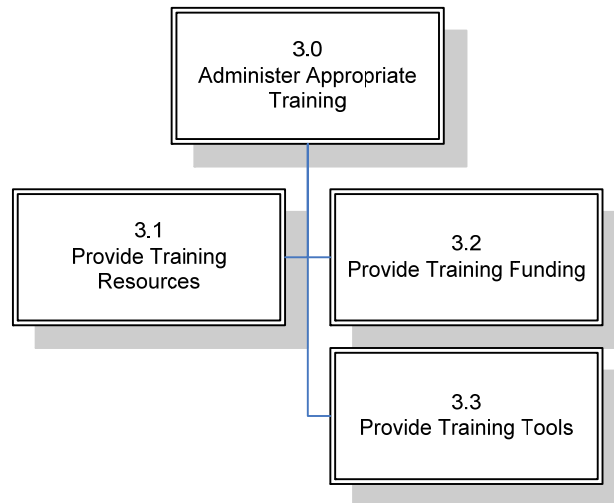 3.0
Administer Appropriate
Training
3.1
Provide Training
Resources
3.2
Provide Training Funding
3.3
Provide Training Tools